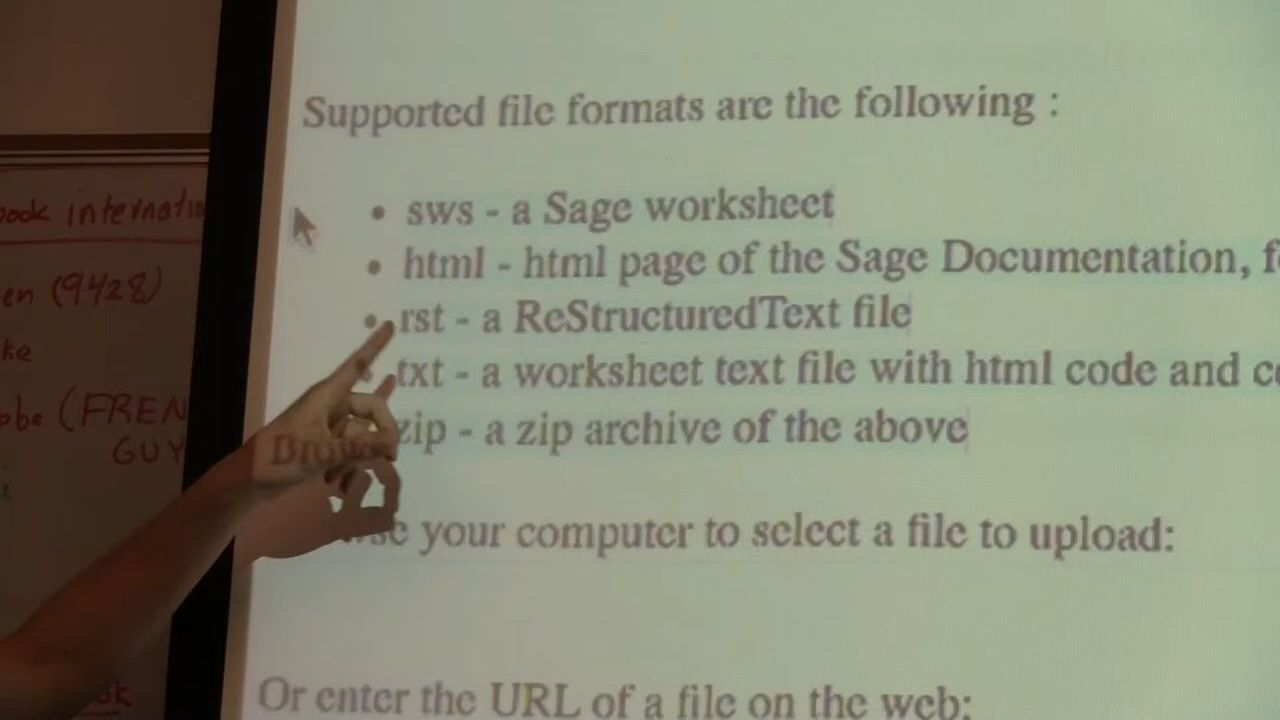 Supported file formats are the following :
sws - a Sage worksheet
html - html page of the Sage Documentation,
rst - a ReStructuredText file
txt - a worksheet text file with html code and
zip - a zip archive of the above
your computer to select a file to upload:
Or enter the URL of a file on the web:
internatio
en (9428)
ke
obe (FREN
GUY